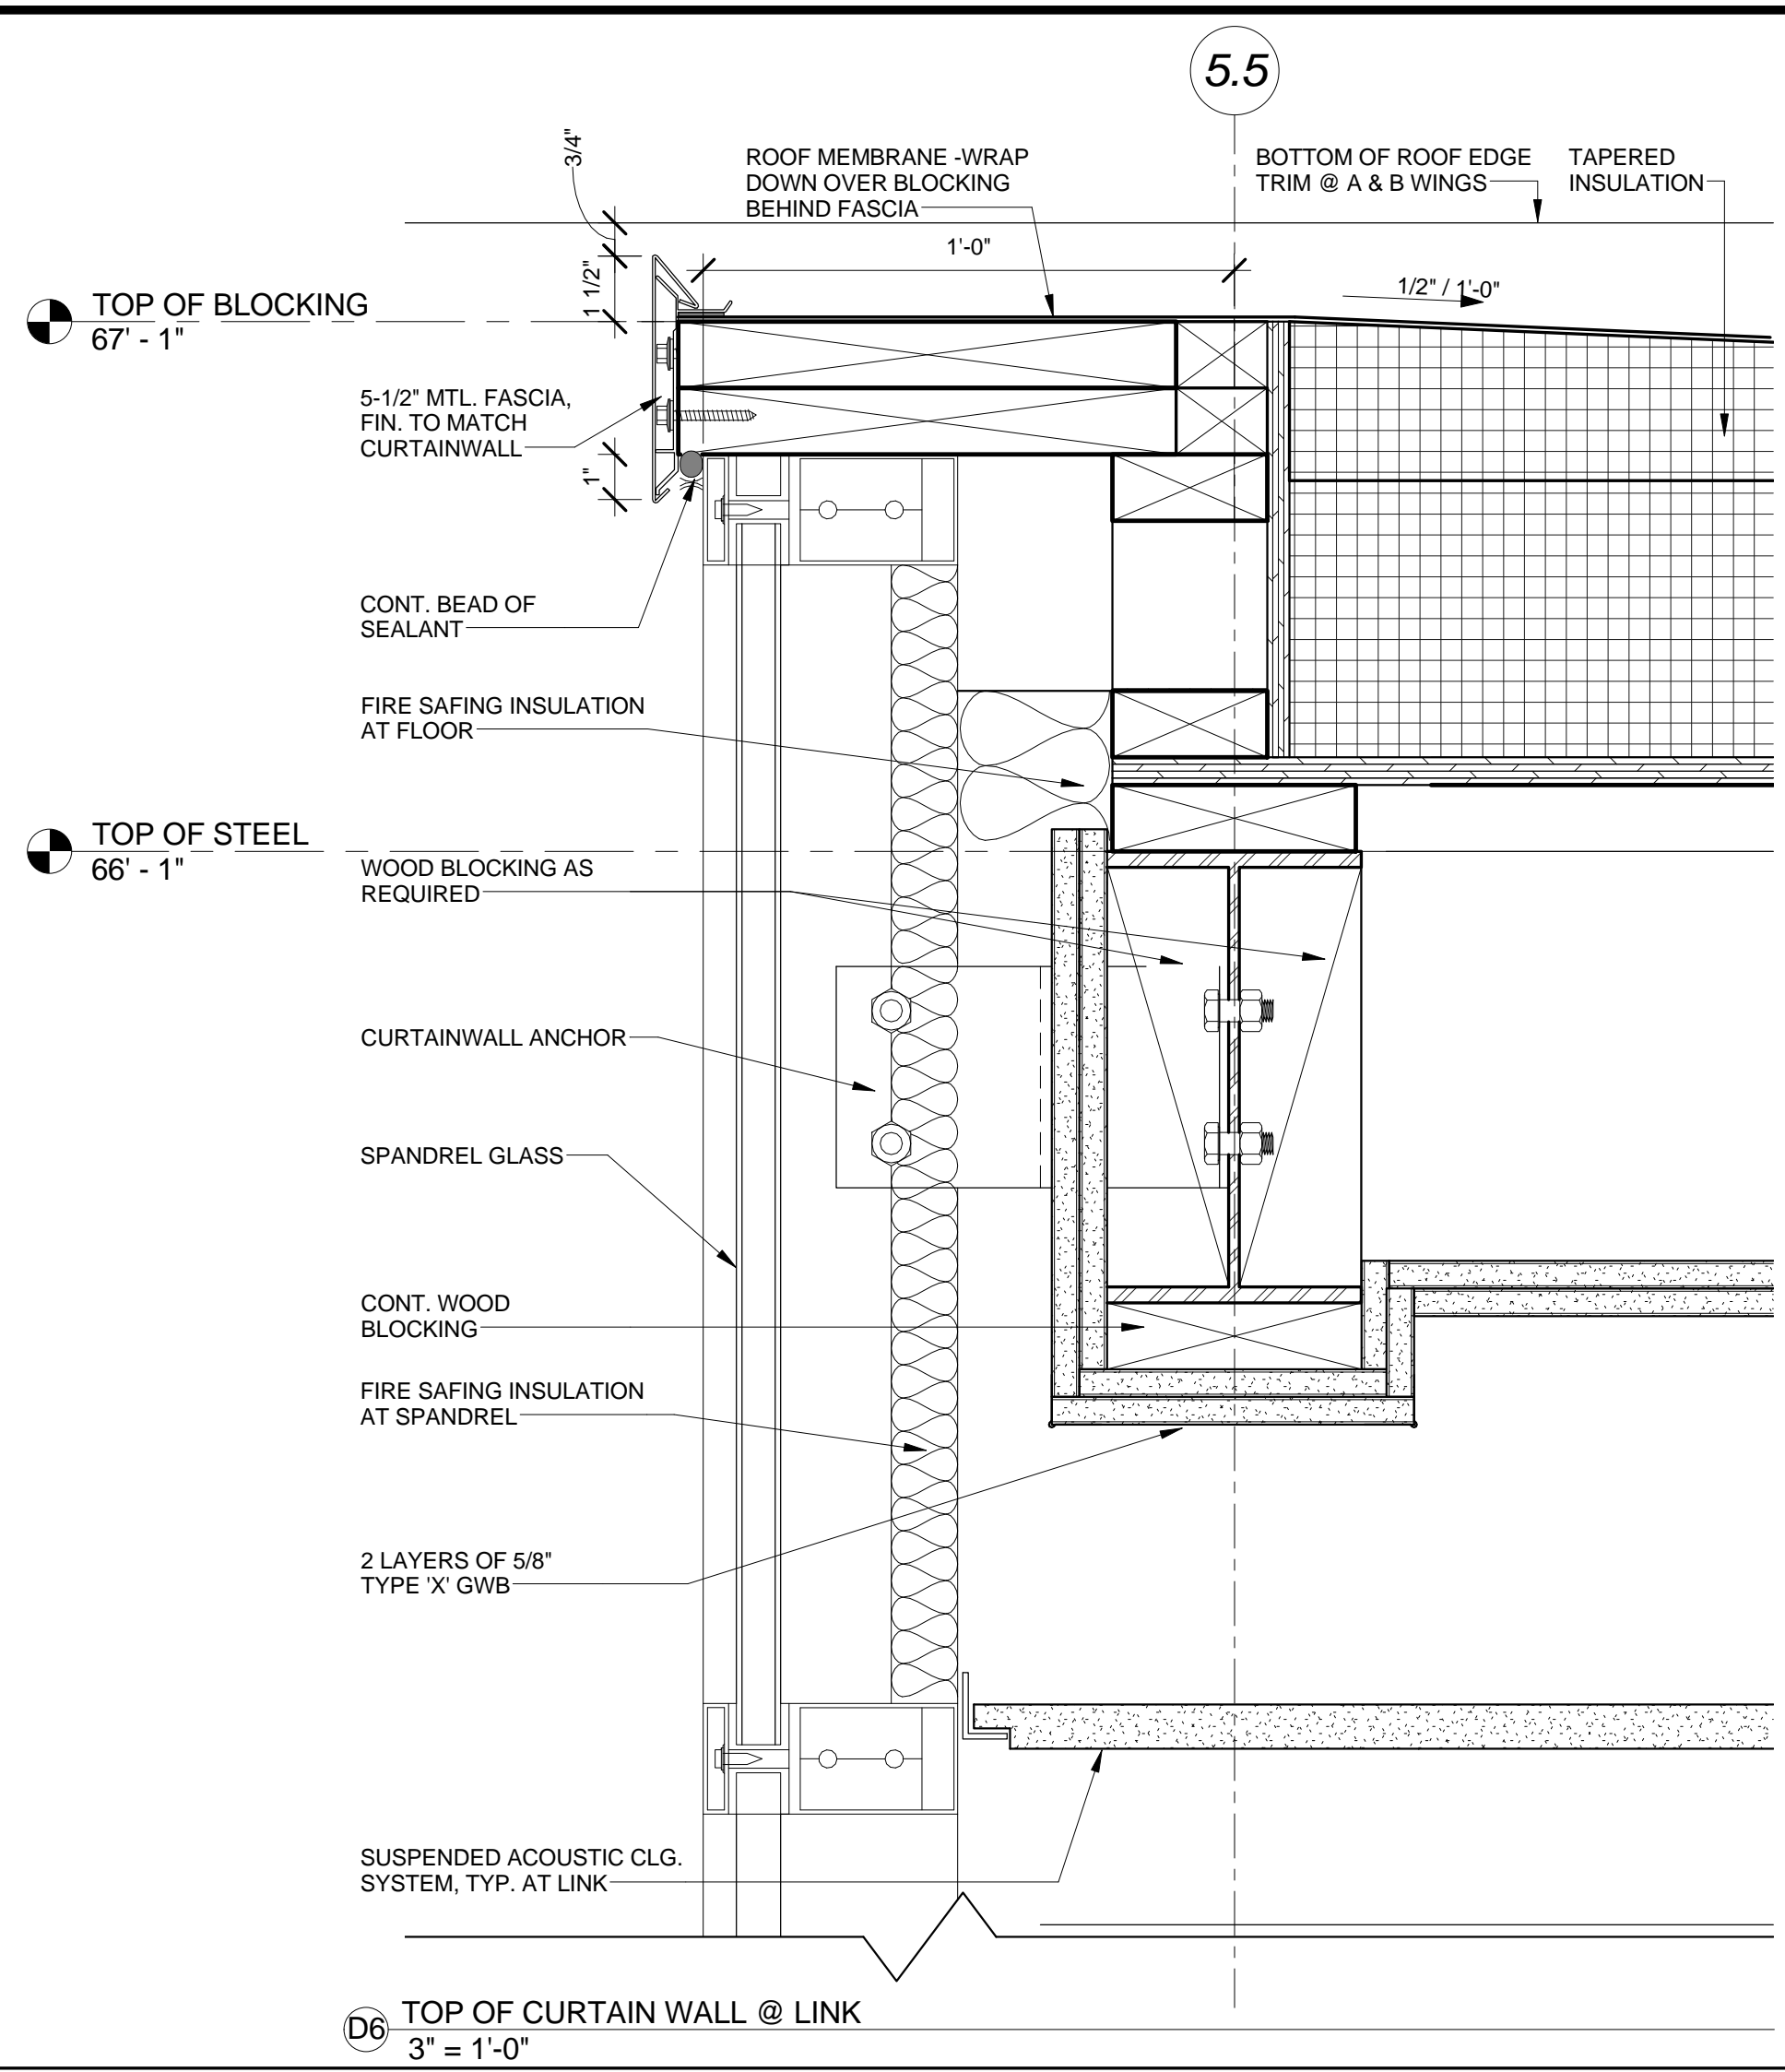 5.5
3/4"
ROOF MEMBRANE -WRAP
DOWN OVER BLOCKING
BEHIND FASCIA
BOTTOM OF ROOF EDGE
TRIM @ A & B WINGS
TAPERED
INSULATION
1'-0"
1 1/2"
1/2" / 1'-0"
TOP OF BLOCKING
67' - 1"
5-1/2" MTL. FASCIA,
FIN. TO MATCH
CURTAINWALL
1"
CONT. BEAD OF
SEALANT
FIRE SAFING INSULATION
AT FLOOR
TOP OF STEEL
66' - 1"
WOOD BLOCKING AS
REQUIRED
CURTAINWALL ANCHOR
SPANDREL GLASS
CONT. WOOD
BLOCKING
FIRE SAFING INSULATION
AT SPANDREL
2 LAYERS OF 5/8"
TYPE 'X' GWB
SUSPENDED ACOUSTIC CLG.
SYSTEM, TYP. AT LINK
D6
TOP OF CURTAIN WALL @ LINK
3" = 1'-0"